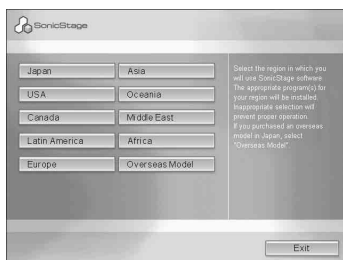 SonicStage
Japan
Asia
USA
Oceania
Canada
Middle East
Latin America
Africa
Europe
Overseas Model
Select the region in which you
will use SonicStage software.
The appropriate program(s) for
your region will be installed.
Inappropriate selection will
prevent proper operation.
If you purchased an overseas
model in Japan, select
"Overseas Model".
Exit